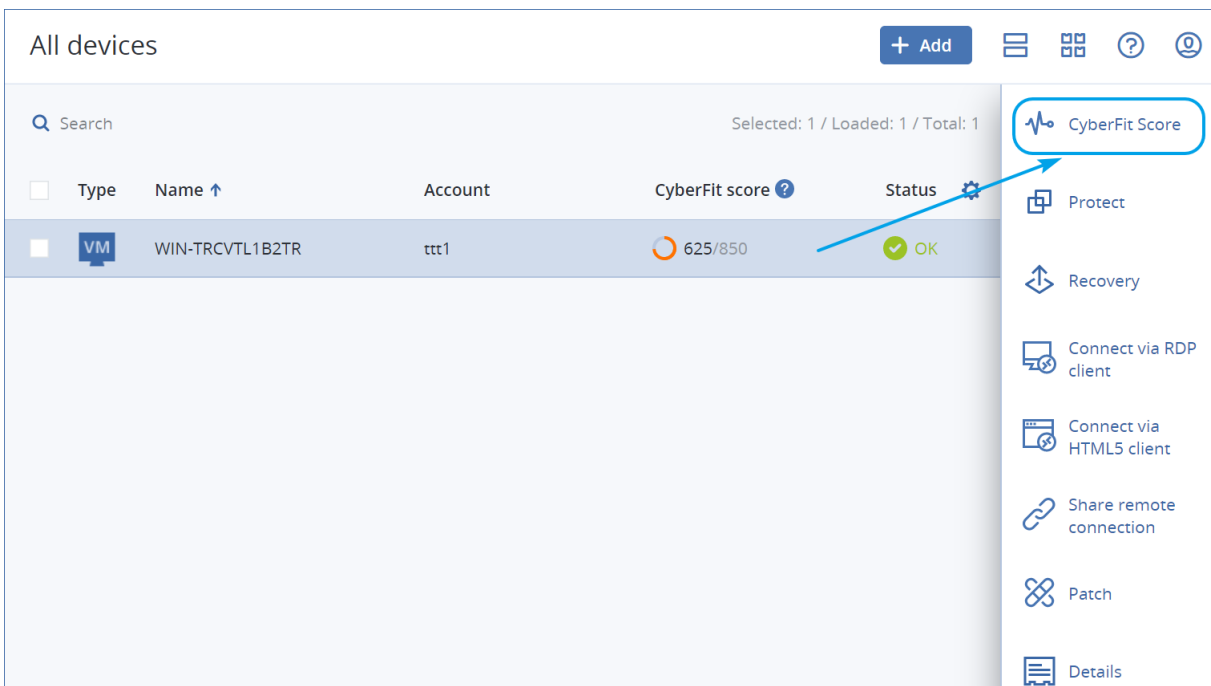 All devices
+ Add
Search
Selected: 1 / Loaded: 1 / Total: 1
Type Name ↑ Account CyberFit score ? Status
VM WIN-TRCVTL1B2TR ttt1 625/850 OK
CyberFit Score
Protect
Recovery
Connect via RDP
client
Connect via
HTML5 client
Share remote
connection
Patch
Details